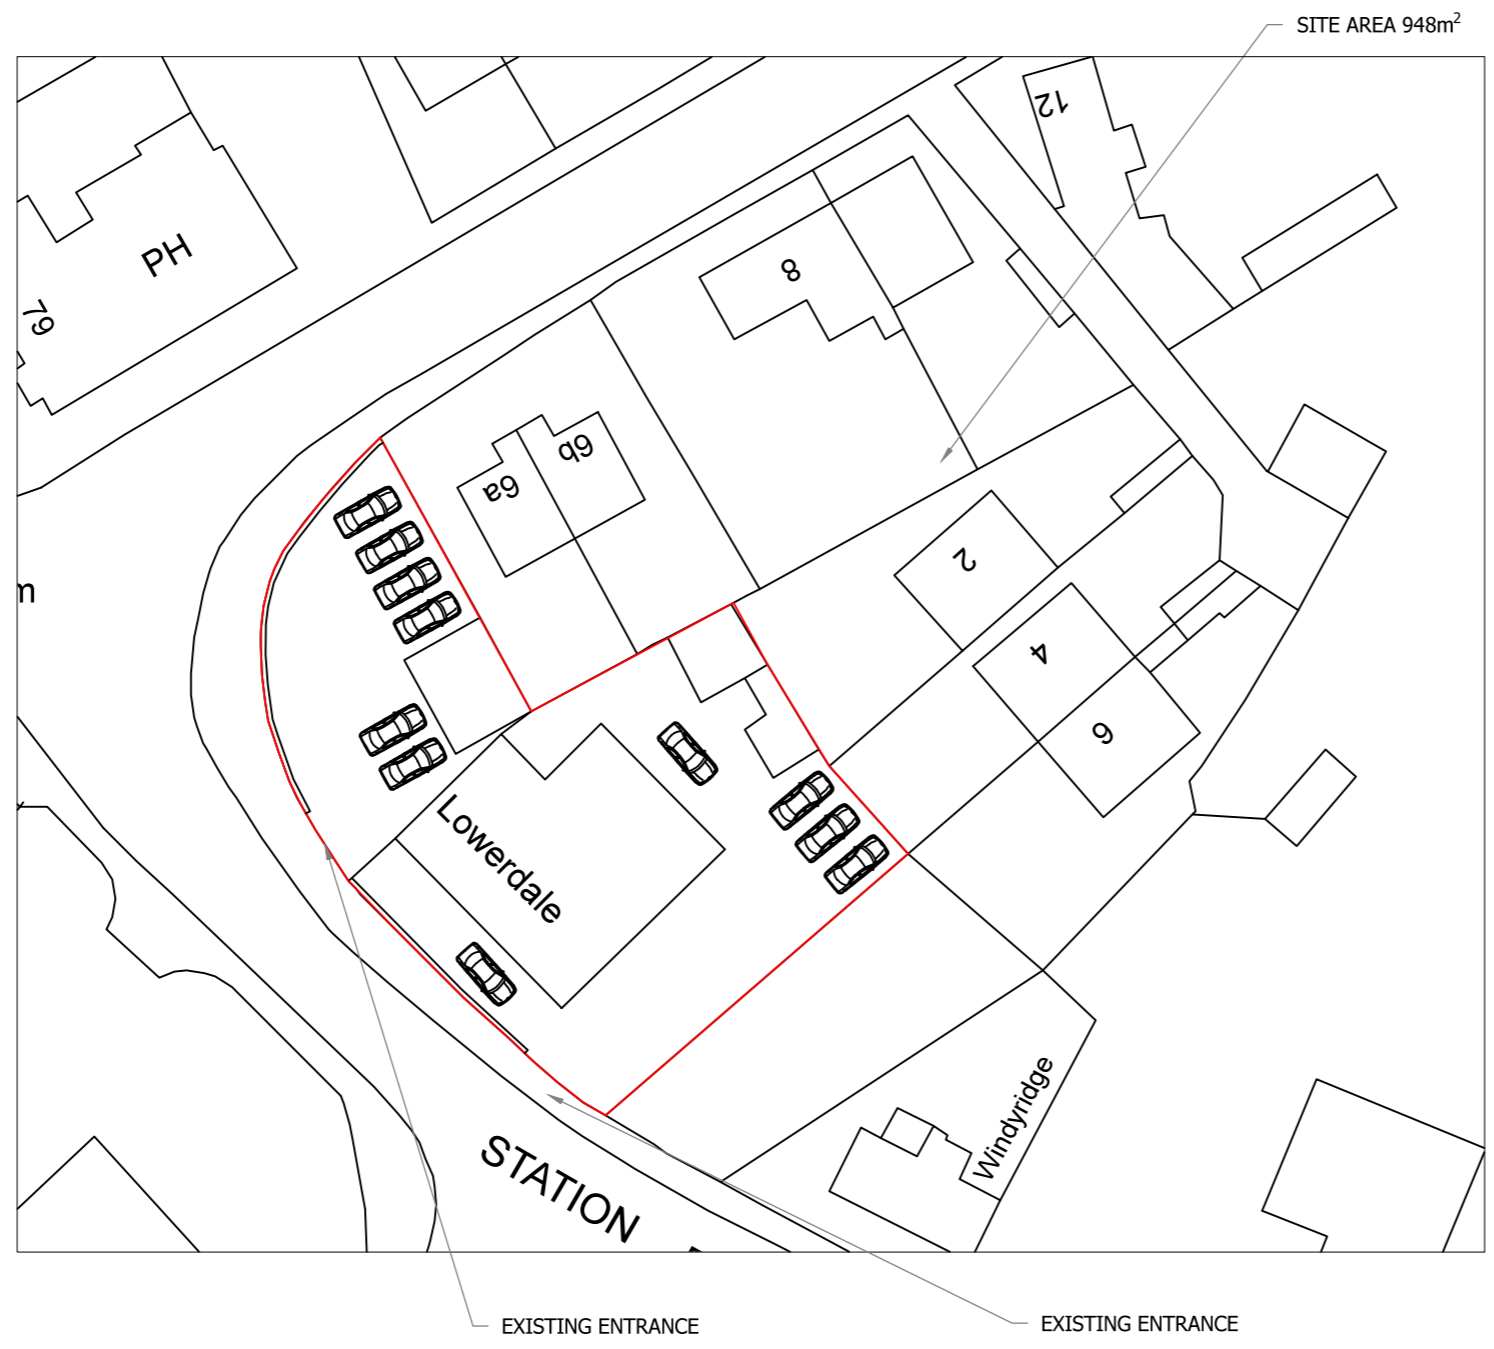 SITE AREA 948m²
12
PH
79
8
6b
6a
2
4
6
m
Lowerdale
Windyridge
STATION
EXISTING ENTRANCE
EXISTING ENTRANCE